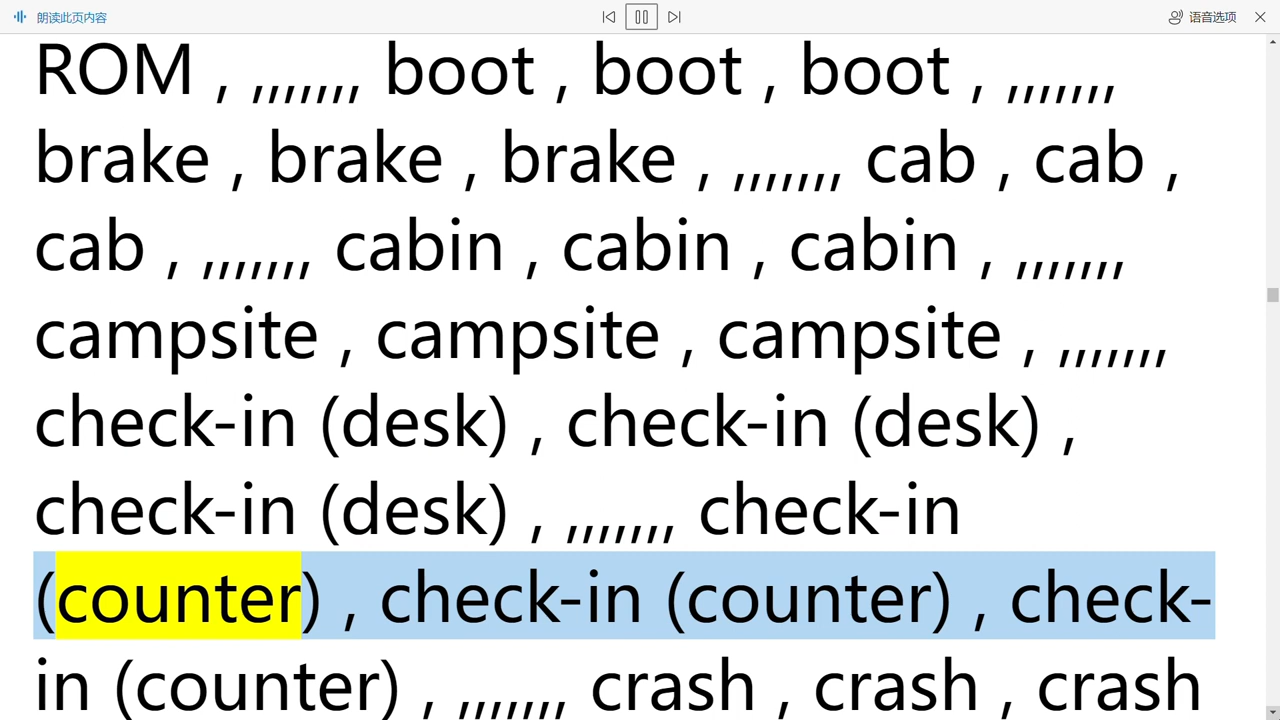 朗读此页内容
语音选项
ROM , ,,,,,,, boot , boot , boot , ,,,,,,,
brake , brake , brake , ,,,,,,, cab , cab ,
cab , ,,,,,,, cabin , cabin , cabin , ,,,,,,,
campsite , campsite , campsite , ,,,,,,,
check-in (desk) , check-in (desk) ,
check-in (desk) , ,,,,,,, check-in
(counter) , check-in (counter) , check-
in (counter) , ,,,,,,, crash , crash , crash